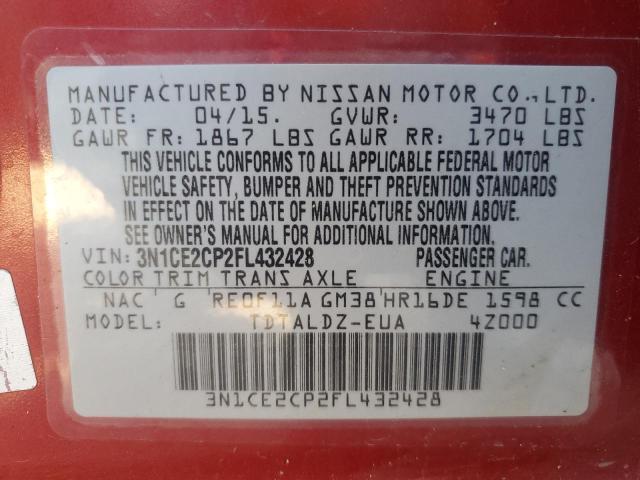 MANUFACTURED BY NISSAN MOTOR CO.,LTD.
DATE: 04/15. GVWR: 3470 LBS
GAWR FR: 1867 LBS GAWR RR: 1704 LBS
THIS VEHICLE CONFORMS TO ALL APPLICABLE FEDERAL MOTOR
VEHICLE SAFETY, BUMPER AND THEFT PREVENTION STANDARDS
IN EFFECT ON THE DATE OF MANUFACTURE SHOWN ABOVE.
SEE OWNER'S MANUAL FOR ADDITIONAL INFORMATION.
VIN: 3N1CE2CP2FL432428 PASSENGER CAR.
COLOR TRIM TRANS AXLE ENGINE
NAC G RE0F11A GM38 HR16DE 1598 CC
MODEL: TDTALDZ-EUA 4Z000
3N1CE2CP2FL432428